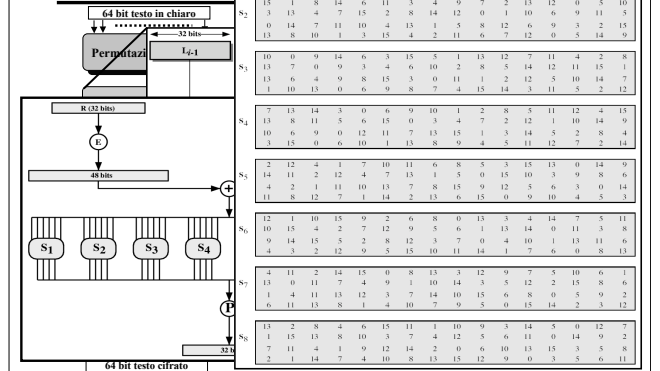 64 bit testo in chiaro
32 bits
Permutazi
Li-1
R (32 bits)
E
48 bits
+
S1 S2 S3 S4
P
32 b
64 bit testo cifrato
15 1 8 14 6 11 3 4 9 7 2 13 12 0 5 10
S2
3 13 4 7 15 2 8 14 12 0 1 10 6 9 11 5
0 14 7 11 10 4 13 1 5 8 12 6 9 3 2 15
13 8 10 1 3 15 4 2 11 6 7 12 0 5 14 9
10 0 9 14 6 3 15 5 1 13 12 7 11 4 2 8
S3
13 7 0 9 3 4 6 10 2 8 5 14 12 11 15 1
13 6 4 9 8 15 3 0 11 1 2 12 5 10 14 7
1 10 13 0 6 9 8 7 4 15 14 3 11 5 2 12
7 13 14 3 0 6 9 10 1 2 8 5 11 12 4 15
S4
13 8 11 5 6 15 0 3 4 7 2 12 1 10 14 9
10 6 9 0 12 11 7 13 15 1 3 14 5 2 8 4
3 15 0 6 10 1 13 8 9 4 5 11 12 7 2 14
2 12 4 1 7 10 11 6 8 5 3 15 13 0 14 9
S5
14 11 2 12 4 7 13 1 5 0 15 10 3 9 8 6
4 2 1 11 10 13 7 8 15 9 12 5 6 3 0 14
11 8 12 7 1 14 2 13 6 15 0 9 10 4 5 3
12 1 10 15 9 2 6 8 0 13 3 4 14 7 5 11
S6
10 15 4 2 7 12 9 5 6 1 13 14 0 11 3 8
9 14 15 5 2 8 12 3 7 0 4 10 1 13 11 6
4 3 2 12 9 5 15 10 11 14 1 7 6 0 8 13
4 11 2 14 15 0 8 13 3 12 9 7 5 10 6 1
S7
13 0 11 7 4 9 1 10 14 3 5 12 2 15 8 6
1 4 11 13 12 3 7 14 10 15 6 8 0 5 9 2
6 11 13 8 1 4 10 7 9 5 0 15 14 2 3 12
13 2 8 4 6 15 11 1 10 9 3 14 5 0 12 7
S8
1 15 13 8 10 3 7 4 12 5 6 11 0 14 9 2
7 11 4 1 9 12 14 2 0 6 10 13 15 3 5 8
2 1 14 7 4 10 8 13 15 12 9 0 3 5 6 11